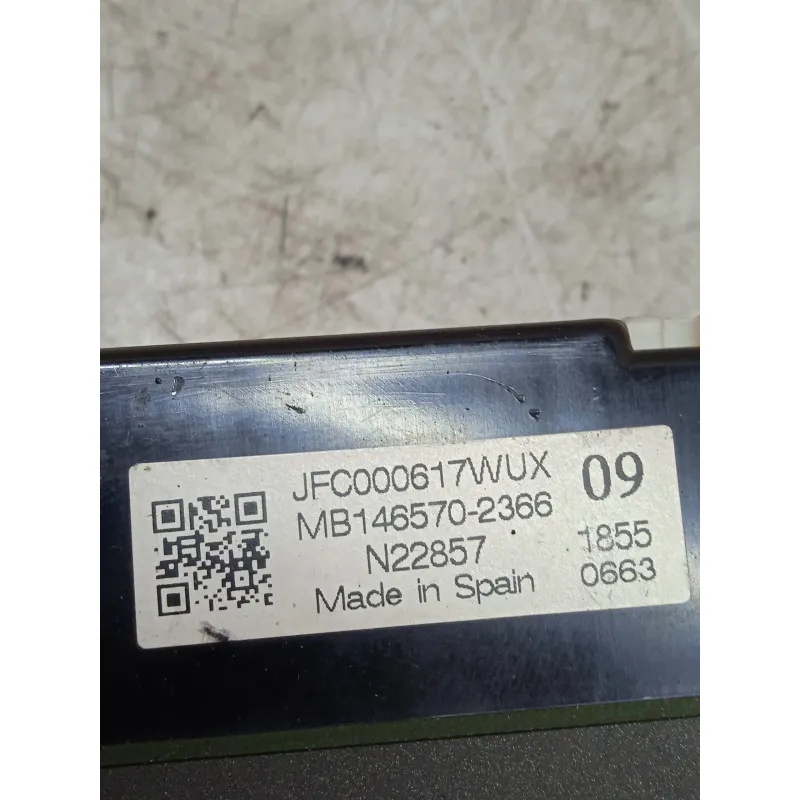 JFC000617WUX 09
MB146570-2366
N22857 1855
Made in Spain 0663